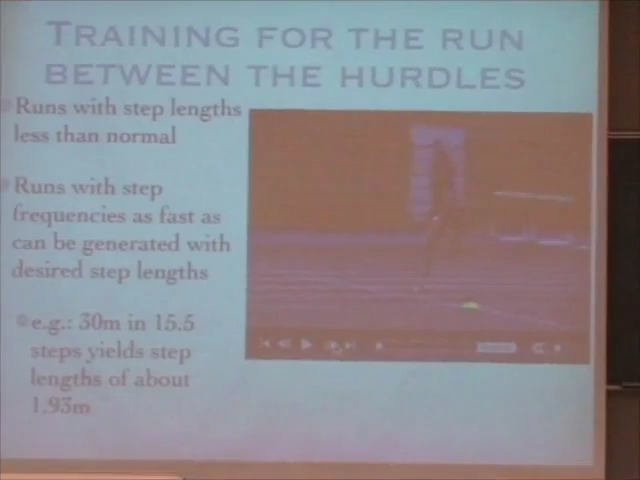 TRAINING FOR THE RUN
BETWEEN THE HURDLES
Runs with step lengths
less than normal
Runs with step
frequencies as fast as
can be generated with
desired step lengths
e.g.: 30m in 15.5
steps yields step
lengths of about
1.93m